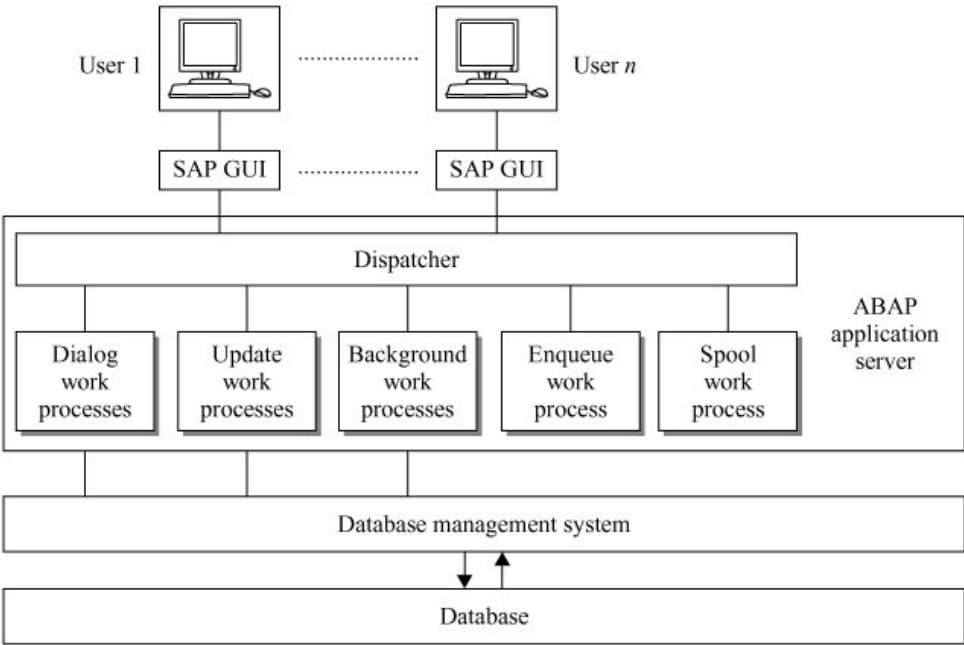 User 1
User n
SAP GUI
SAP GUI
Dispatcher
ABAP
application
server
Dialog
work
processes
Update
work
processes
Background
work
processes
Enqueue
work
process
Spool
work
process
Database management system
Database